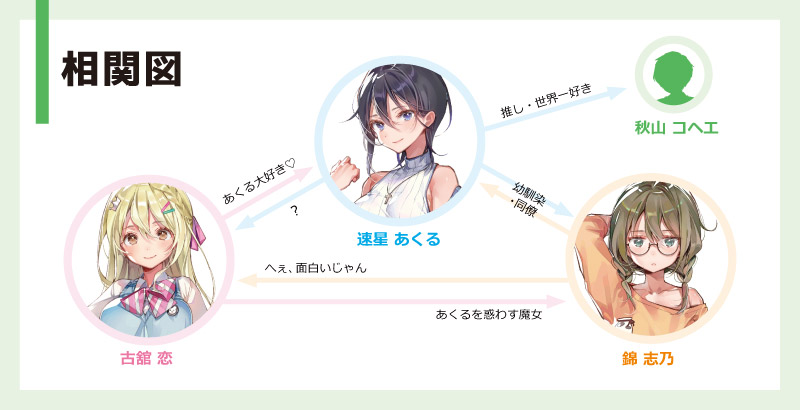 相関図
推し・世界一好き
秋山 コヘエ
あくる大好き♡
?
幼馴染
・同僚
速星 あくる
へぇ、面白いじゃん
あくるを惑わす魔女
古舘 恋
錦 志乃